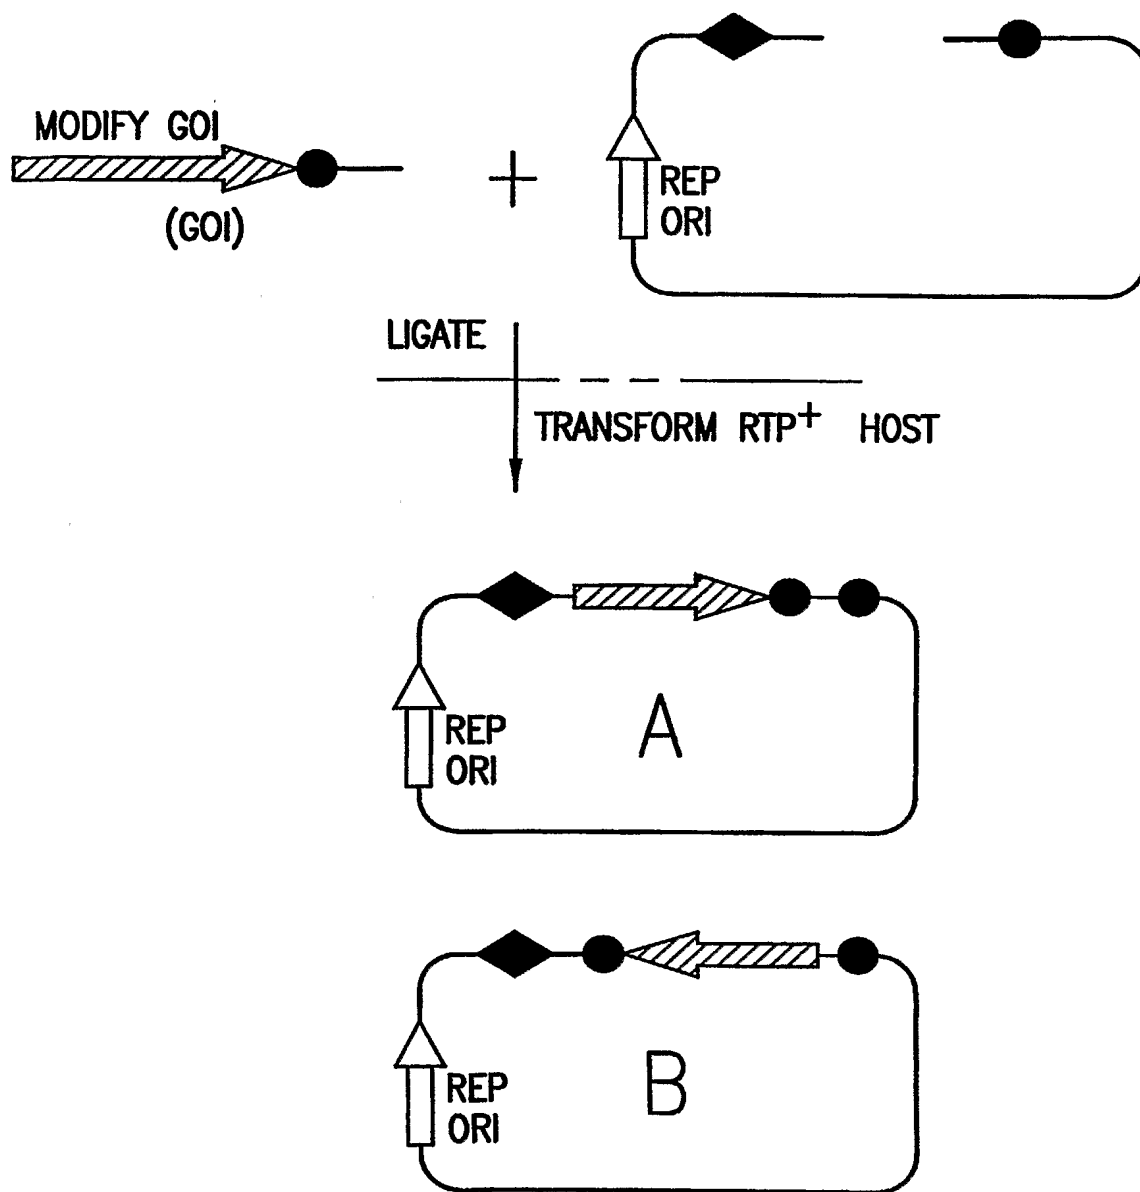 MODIFY GOI
(GOI)
+
REP
ORI
LIGATE
TRANSFORM RTP+ HOST
REP
ORI
A
REP
ORI
B